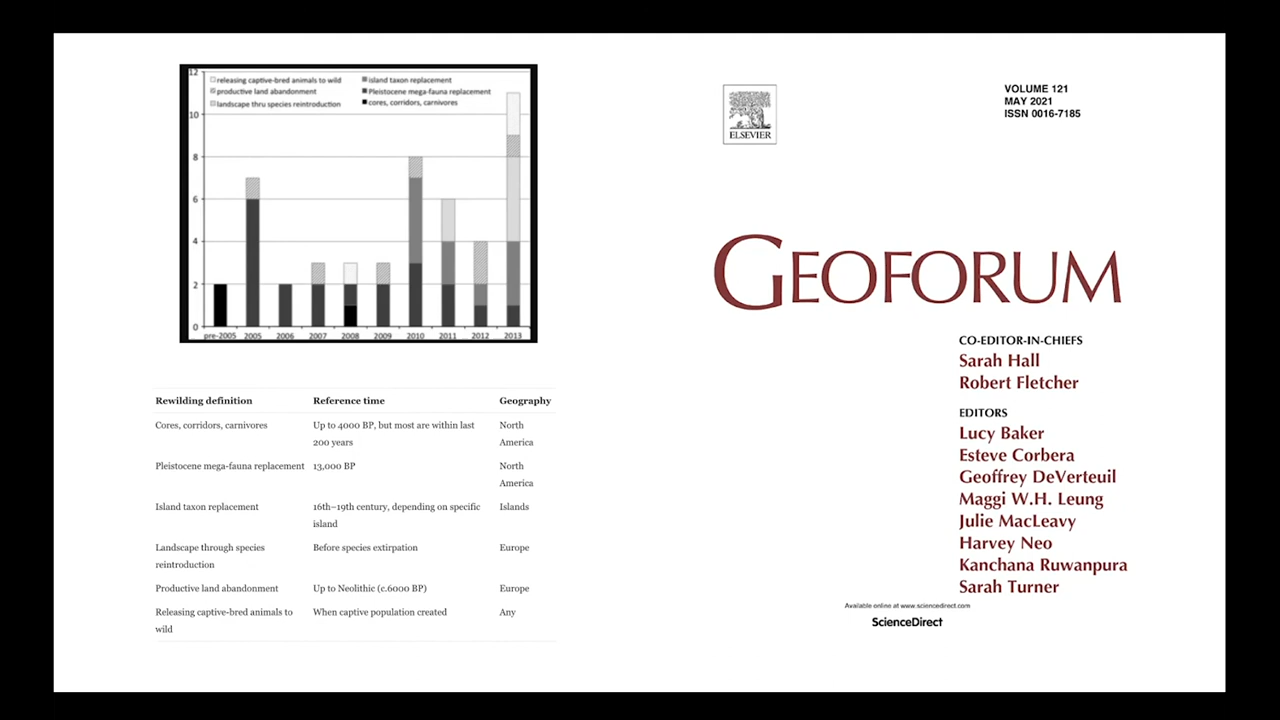 12
releasing captive-bred animals to wild
island taxon replacement
productive land abandonment
Pleistocene mega-fauna replacement
landscape thru species reintroduction
cores, corridors, carnivores
10
8
6
4
2
0
pre-2005 2005 2006 2007 2008 2009 2010 2011 2012 2013
Rewilding definition Reference time Geography
Cores, corridors, carnivores Up to 4000 BP, but most are within last North
200 years America
Pleistocene mega-fauna replacement 13,000 BP North
America
Island taxon replacement 16th–19th century, depending on specific Islands
island
Landscape through species Before species extirpation Europe
reintroduction
Productive land abandonment Up to Neolithic (c.6000 BP) Europe
Releasing captive-bred animals to When captive population created Any
wild
ELSEVIER
VOLUME 121
MAY 2021
ISSN 0016-7185
GEOFORUM
CO-EDITOR-IN-CHIEFS
Sarah Hall
Robert Fletcher
EDITORS
Lucy Baker
Esteve Corbera
Geoffrey DeVerteuil
Maggi W.H. Leung
Julie MacLeavy
Harvey Neo
Kanchana Ruwanpura
Sarah Turner
Available online at www.sciencedirect.com
ScienceDirect